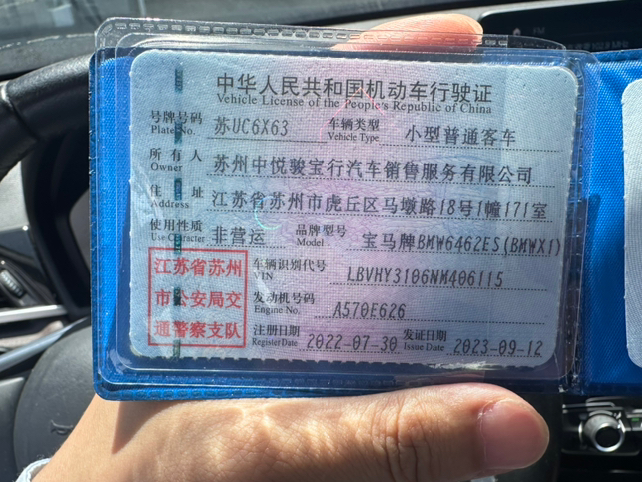 中华人民共和国机动车行驶证
Vehicle License of the People's Republic of China
号牌号码 苏UC6X63 车辆类型 小型普通客车
Plate No. Vehicle Type
所有人 苏州中悦骏宝行汽车销售服务有限公司
Owner
住址 江苏省苏州市虎丘区马墩路18号1幢171室
Address
使用性质 非营运 品牌型号 宝马牌BMW6462ES(BMWX1)
Use Character Model
江苏省苏州
市公安局交
通警察支队
车辆识别代号 LBVHY3106NM406115
VIN
发动机号码 A570E626
Engine No.
注册日期 2022-07-30 发证日期 2023-09-12
Register Date Issue Date